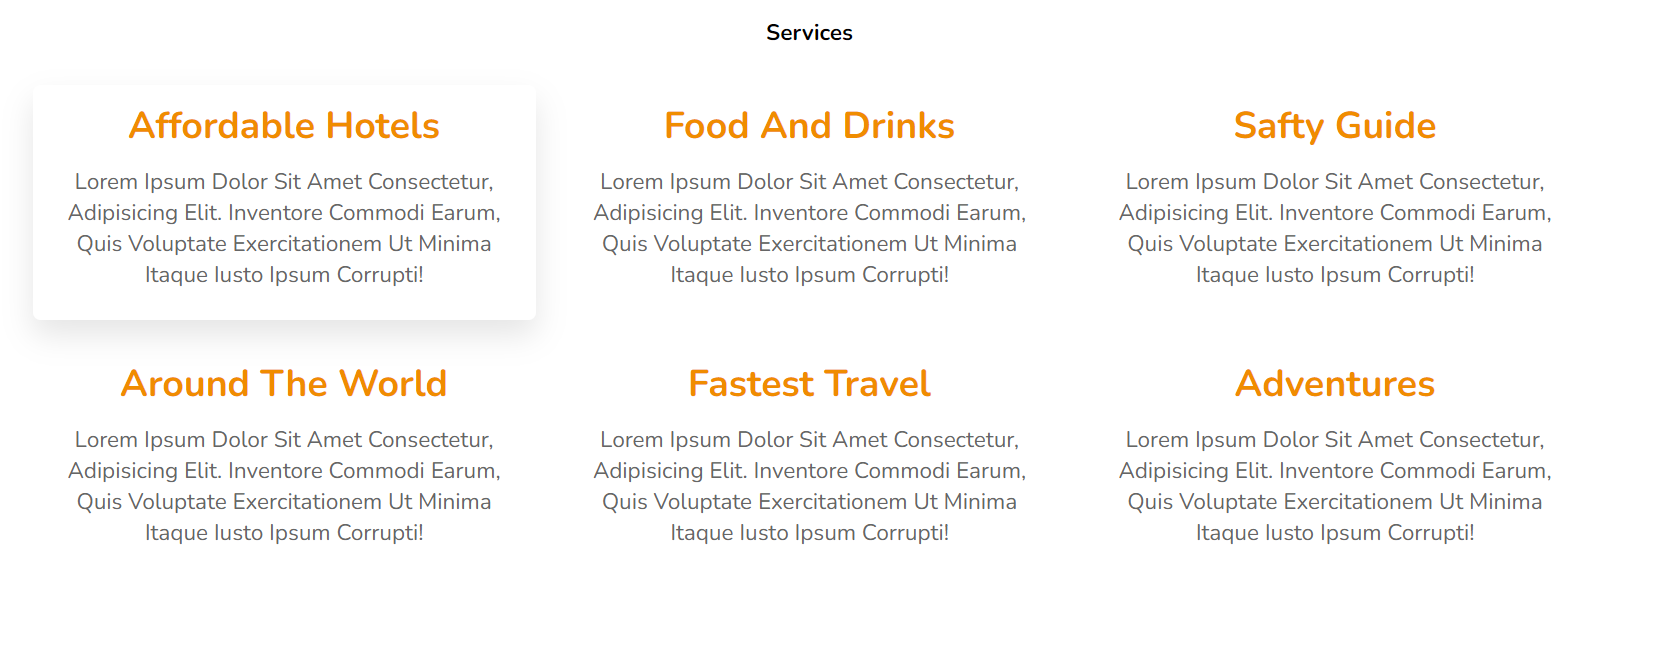 Services
Affordable Hotels
Lorem Ipsum Dolor Sit Amet Consectetur,
Adipisicing Elit. Inventore Commodi Earum,
Quis Voluptate Exercitationem Ut Minima
Itaque Iusto Ipsum Corrupti!
Food And Drinks
Lorem Ipsum Dolor Sit Amet Consectetur,
Adipisicing Elit. Inventore Commodi Earum,
Quis Voluptate Exercitationem Ut Minima
Itaque Iusto Ipsum Corrupti!
Safty Guide
Lorem Ipsum Dolor Sit Amet Consectetur,
Adipisicing Elit. Inventore Commodi Earum,
Quis Voluptate Exercitationem Ut Minima
Itaque Iusto Ipsum Corrupti!
Around The World
Lorem Ipsum Dolor Sit Amet Consectetur,
Adipisicing Elit. Inventore Commodi Earum,
Quis Voluptate Exercitationem Ut Minima
Itaque Iusto Ipsum Corrupti!
Fastest Travel
Lorem Ipsum Dolor Sit Amet Consectetur,
Adipisicing Elit. Inventore Commodi Earum,
Quis Voluptate Exercitationem Ut Minima
Itaque Iusto Ipsum Corrupti!
Adventures
Lorem Ipsum Dolor Sit Amet Consectetur,
Adipisicing Elit. Inventore Commodi Earum,
Quis Voluptate Exercitationem Ut Minima
Itaque Iusto Ipsum Corrupti!